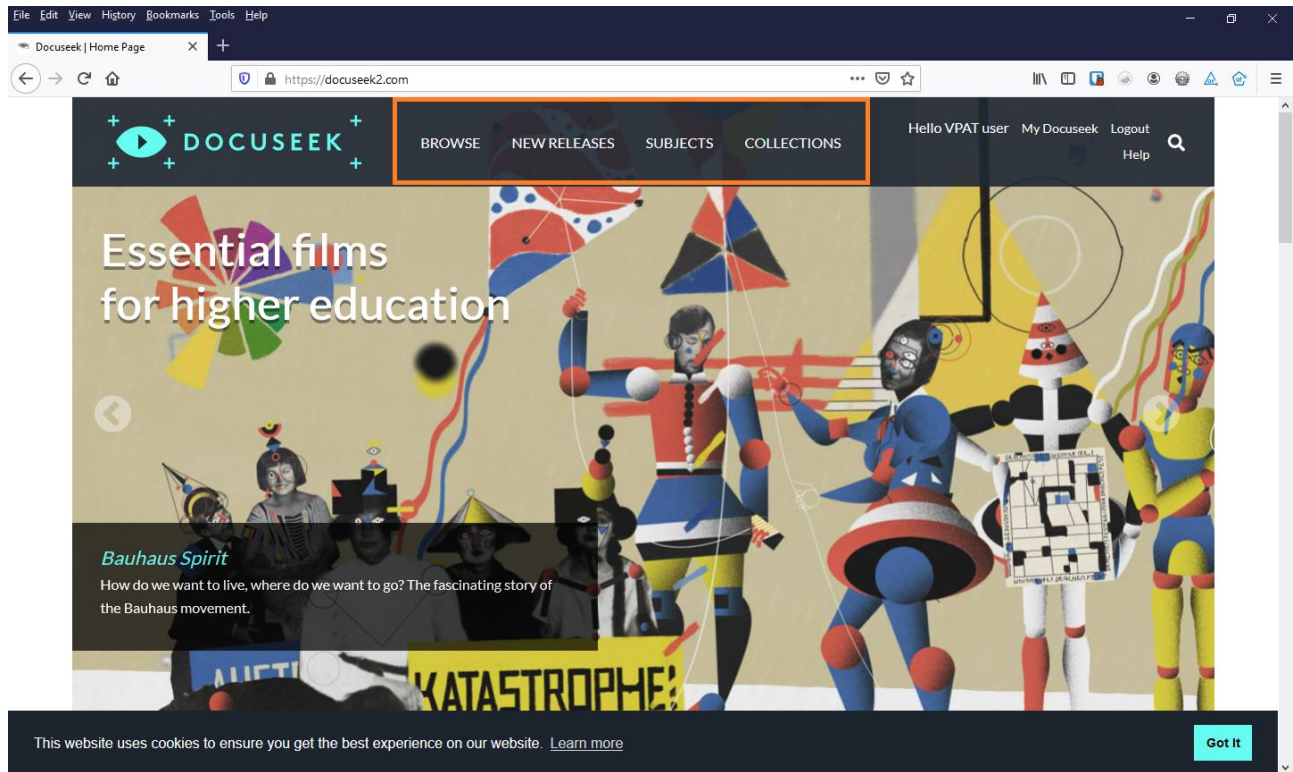 File Edit View History Bookmarks Tools Help
Docuseek | Home Page
https://docuseek2.com
DOCUSEEK
BROWSE NEW RELEASES SUBJECTS COLLECTIONS
Hello VPAT user My Docuseek Logout
Help
Essential films
for higher education
Bauhaus Spirit
How do we want to live, where do we want to go? The fascinating story of
the Bauhaus movement.
KATASTROPHE:
This website uses cookies to ensure you get the best experience on our website. Learn more
Got It